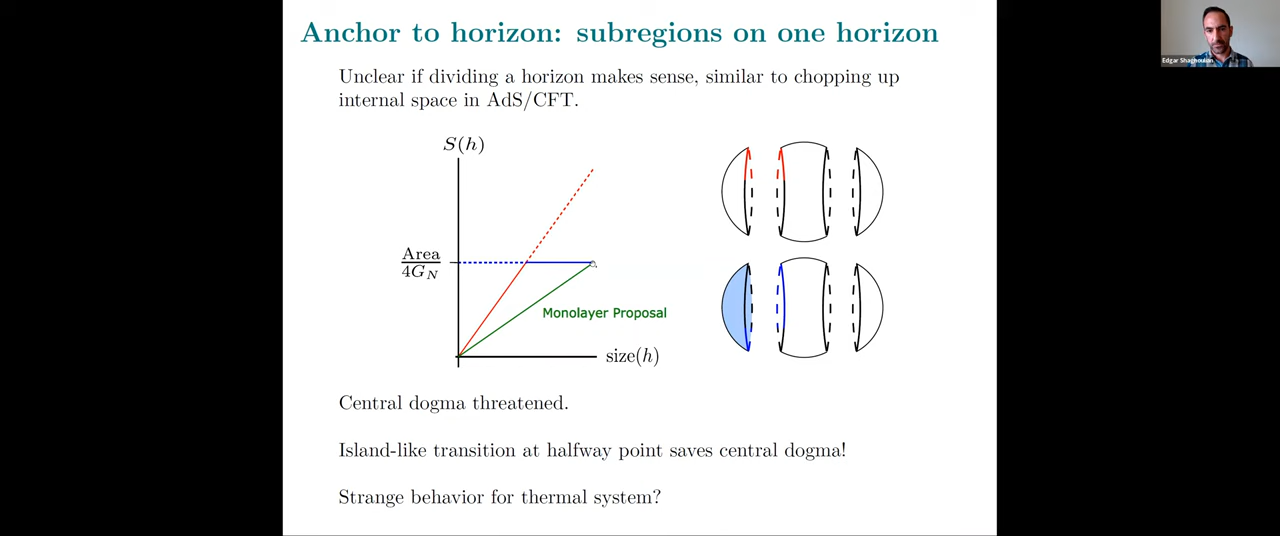 Anchor to horizon: subregions on one horizon
Edgar Shaghoulian
Unclear if dividing a horizon makes sense, similar to chopping up
internal space in AdS/CFT.
S(h)
Area
4G_N
Monolayer Proposal
size(h)
Central dogma threatened.
Island-like transition at halfway point saves central dogma!
Strange behavior for thermal system?